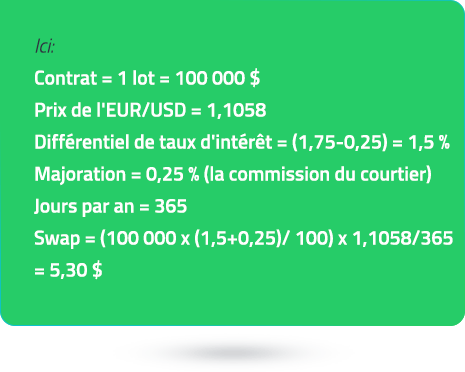 Ici:
Contrat = 1 lot = 100 000 $
Prix de l'EUR/USD = 1,1058
Différentiel de taux d'intérêt = (1,75-0,25) = 1,5 %
Majoration = 0,25 % (la commission du courtier)
Jours par an = 365
Swap = (100 000 x (1,5+0,25)/ 100) x 1,1058/365
= 5,30 $